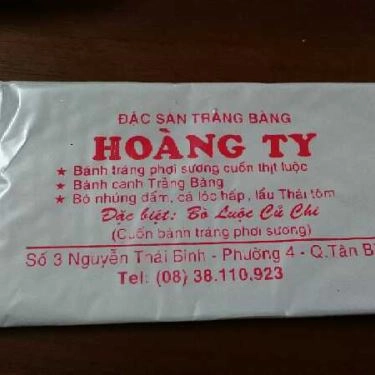 ĐẶC SẢN TRẢNG BÀNG
HOÀNG TY
★ Bánh tráng phơi sương cuốn thịt luộc
★ Bánh canh Trảng Bàng
★ Bò nhúng dấm, cá lóc hấp, lẩu Thái tôm
Đặc biệt: Bò Luộc Củ Chi
(Cuốn bánh tráng phơi sương)
Số 3 Nguyễn Thái Bình - Phường 4 - Q.Tân B
Tel: (08) 38.110.923